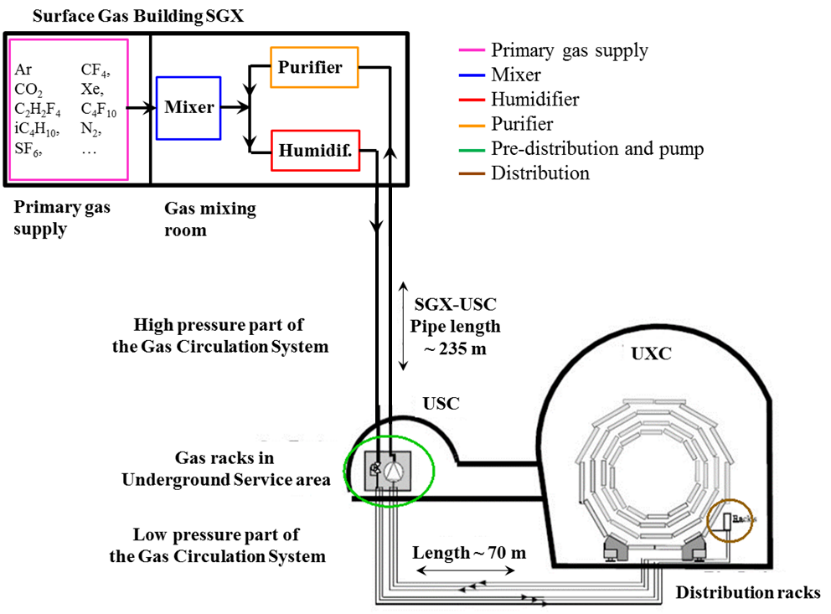 Surface Gas Building SGX
Ar CF4,
CO2 Xe,
C2H2F4 C4F10
iC4H10, N2,
SF6, …
Mixer
Purifier
Humidif.
Primary gas supply
Mixer
Humidifier
Purifier
Pre-distribution and pump
Distribution
Primary gas
supply
Gas mixing
room
High pressure part of
the Gas Circulation System
SGX-USC
Pipe length
~ 235 m
USC
UXC
Gas racks in
Underground Service area
Racks
Low pressure part of
the Gas Circulation System
Length ~ 70 m
Distribution racks